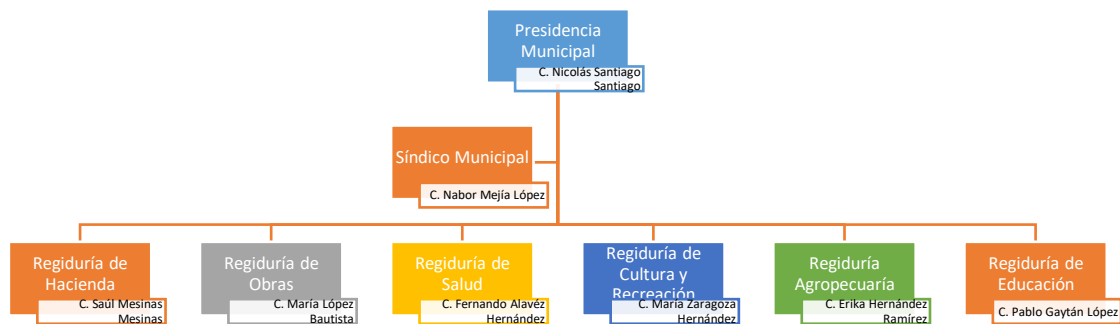 Presidencia
Municipal
C. Nicolás Santiago
Santiago
Síndico Municipal
C. Nabor Mejía López
Regiduría de
Hacienda
C. Saúl Mesinas
Mesinas
Regiduría de
Obras
C. María López
Bautista
Regiduría de
Salud
C. Fernando Alavéz
Hernández
Regiduría de
Cultura y
Recreación
C. María Zaragoza
Hernández
Regiduría
Agropecuaría
C. Erika Hernández
Ramírez
Regiduría de
Educación
C. Pablo Gaytán López